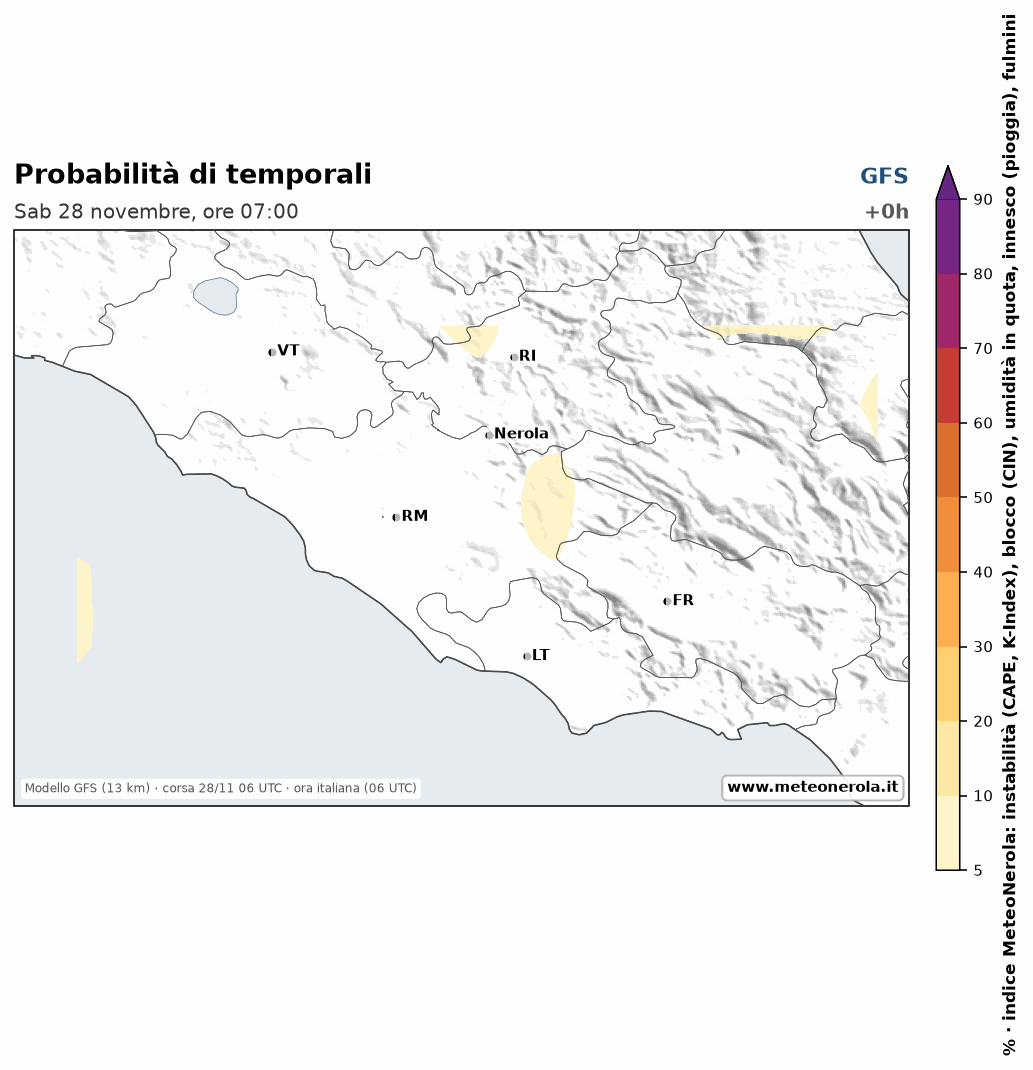 Probabilità di temporali
GFS
Sab 28 novembre, ore 07:00
+0h
VT
RI
Nerola
RM
FR
LT
Modello GFS (13 km) · corsa 28/11 06 UTC · ora italiana (06 UTC)
www.meteonerola.it
90
80
70
60
50
40
30
20
10
5
% · indice MeteoNerola: instabilità (CAPE, K-Index), blocco (CIN), umidità in quota, innesco (pioggia), fulmini